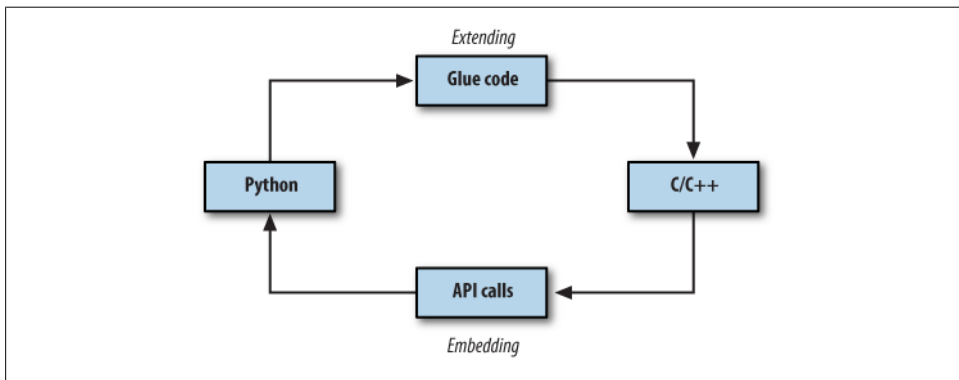 Extending
Glue code
Python
C/C++
API calls
Embedding